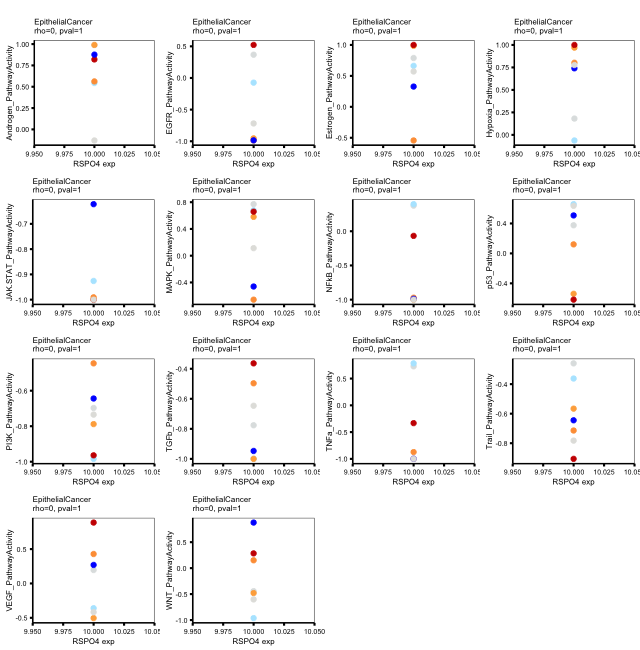 EpithelialCancer
rho=0, pval=1
Androgen_PathwayActivity
1.00
0.75
0.50
0.25
0.00
9.950 9.975 10.000 10.025 10.05
RSPO4 exp
EpithelialCancer
rho=0, pval=1
EGFR_PathwayActivity
0.5
0.0
-0.5
-1.0
9.950 9.975 10.000 10.025 10.05
RSPO4 exp
EpithelialCancer
rho=0, pval=1
Estrogen_PathwayActivity
1.0
0.5
0.0
-0.5
9.950 9.975 10.000 10.025 10.05
RSPO4 exp
EpithelialCancer
rho=0, pval=1
Hypoxia_PathwayActivity
1.00
0.75
0.50
0.25
0.00
9.950 9.975 10.000 10.025 10.05
RSPO4 exp
EpithelialCancer
rho=0, pval=1
JAK.STAT_PathwayActivity
-0.7
-0.8
-0.9
-1.0
9.950 9.975 10.000 10.025 10.05
RSPO4 exp
EpithelialCancer
rho=0, pval=1
MAPK_PathwayActivity
0.8
0.4
0.0
-0.4
9.950 9.975 10.000 10.025 10.05
RSPO4 exp
EpithelialCancer
rho=0, pval=1
NFkB_PathwayActivity
0.0
-0.5
-1.0
9.950 9.975 10.000 10.025 10.05
RSPO4 exp
EpithelialCancer
rho=0, pval=1
p53_PathwayActivity
0.4
0.0
-0.4
9.950 9.975 10.000 10.025 10.05
RSPO4 exp
EpithelialCancer
rho=0, pval=1
PI3K_PathwayActivity
-0.6
-0.8
-1.0
9.950 9.975 10.000 10.025 10.05
RSPO4 exp
EpithelialCancer
rho=0, pval=1
TGFb_PathwayActivity
-0.4
-0.6
-0.8
-1.0
9.950 9.975 10.000 10.025 10.05
RSPO4 exp
EpithelialCancer
rho=0, pval=1
TNFa_PathwayActivity
0.5
0.0
-0.5
-1.0
9.950 9.975 10.000 10.025 10.05
RSPO4 exp
EpithelialCancer
rho=0, pval=1
Trail_PathwayActivity
-0.4
-0.6
-0.8
9.950 9.975 10.000 10.025 10.05
RSPO4 exp
EpithelialCancer
rho=0, pval=1
VEGF_PathwayActivity
0.5
0.0
-0.5
9.950 9.975 10.000 10.025 10.05
RSPO4 exp
EpithelialCancer
rho=0, pval=1
WNT_PathwayActivity
0.5
0.0
-0.5
-1.0
9.950 9.975 10.000 10.025 10.050
RSPO4 exp